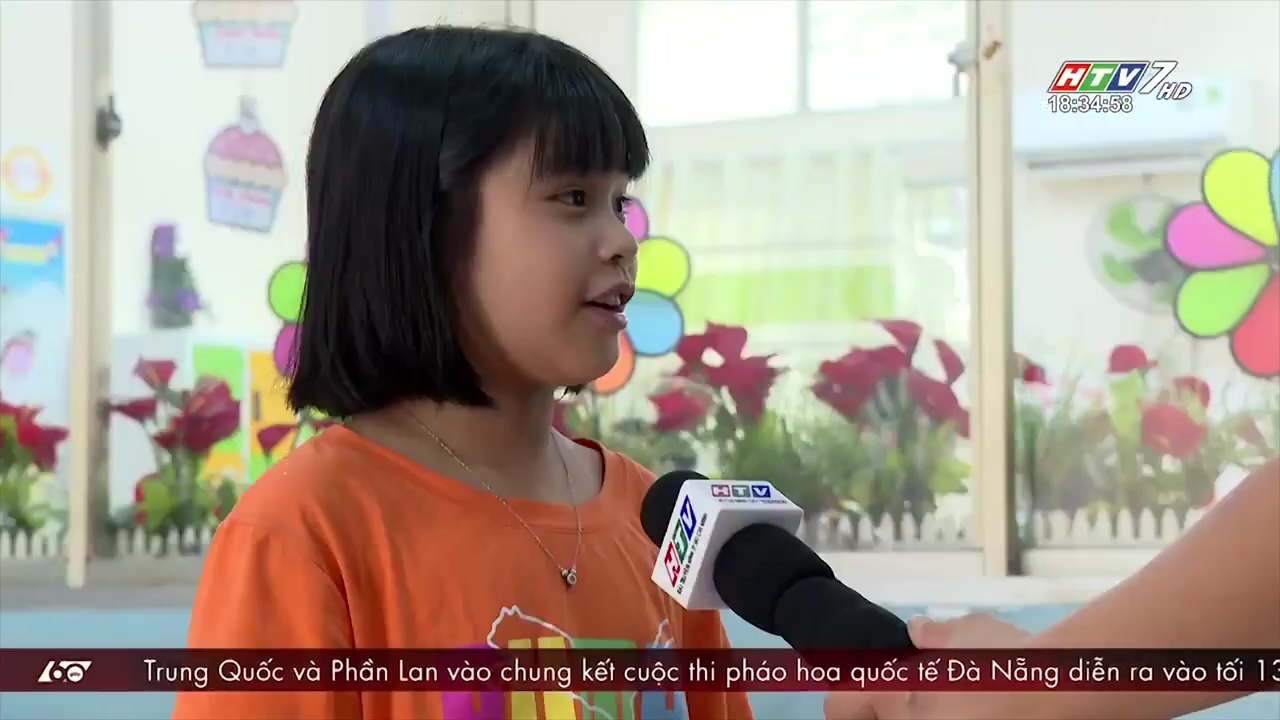 HTV7 HD
18:34:58
HTV
HTV
60 Trung Quốc và Phần Lan vào chung kết cuộc thi pháo hoa quốc tế Đà Nẵng diễn ra vào tối 13